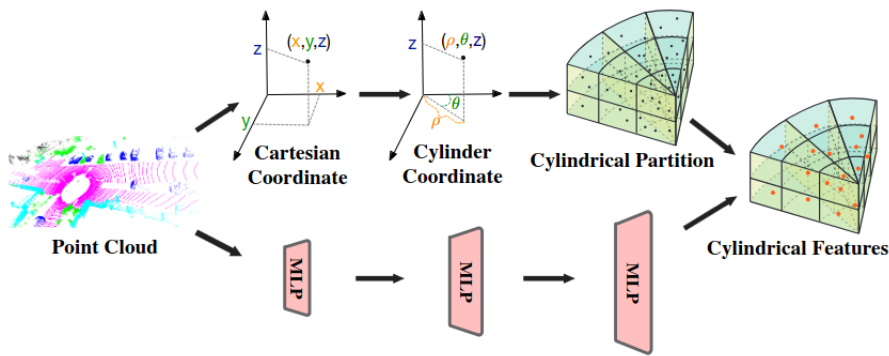 z
(x,y,z)
x
y
z
(ρ,θ,z)
θ
ρ
Cartesian
Coordinate
Cylinder
Coordinate
Cylindrical Partition
Point Cloud
Cylindrical Features
MLP
MLP
MLP